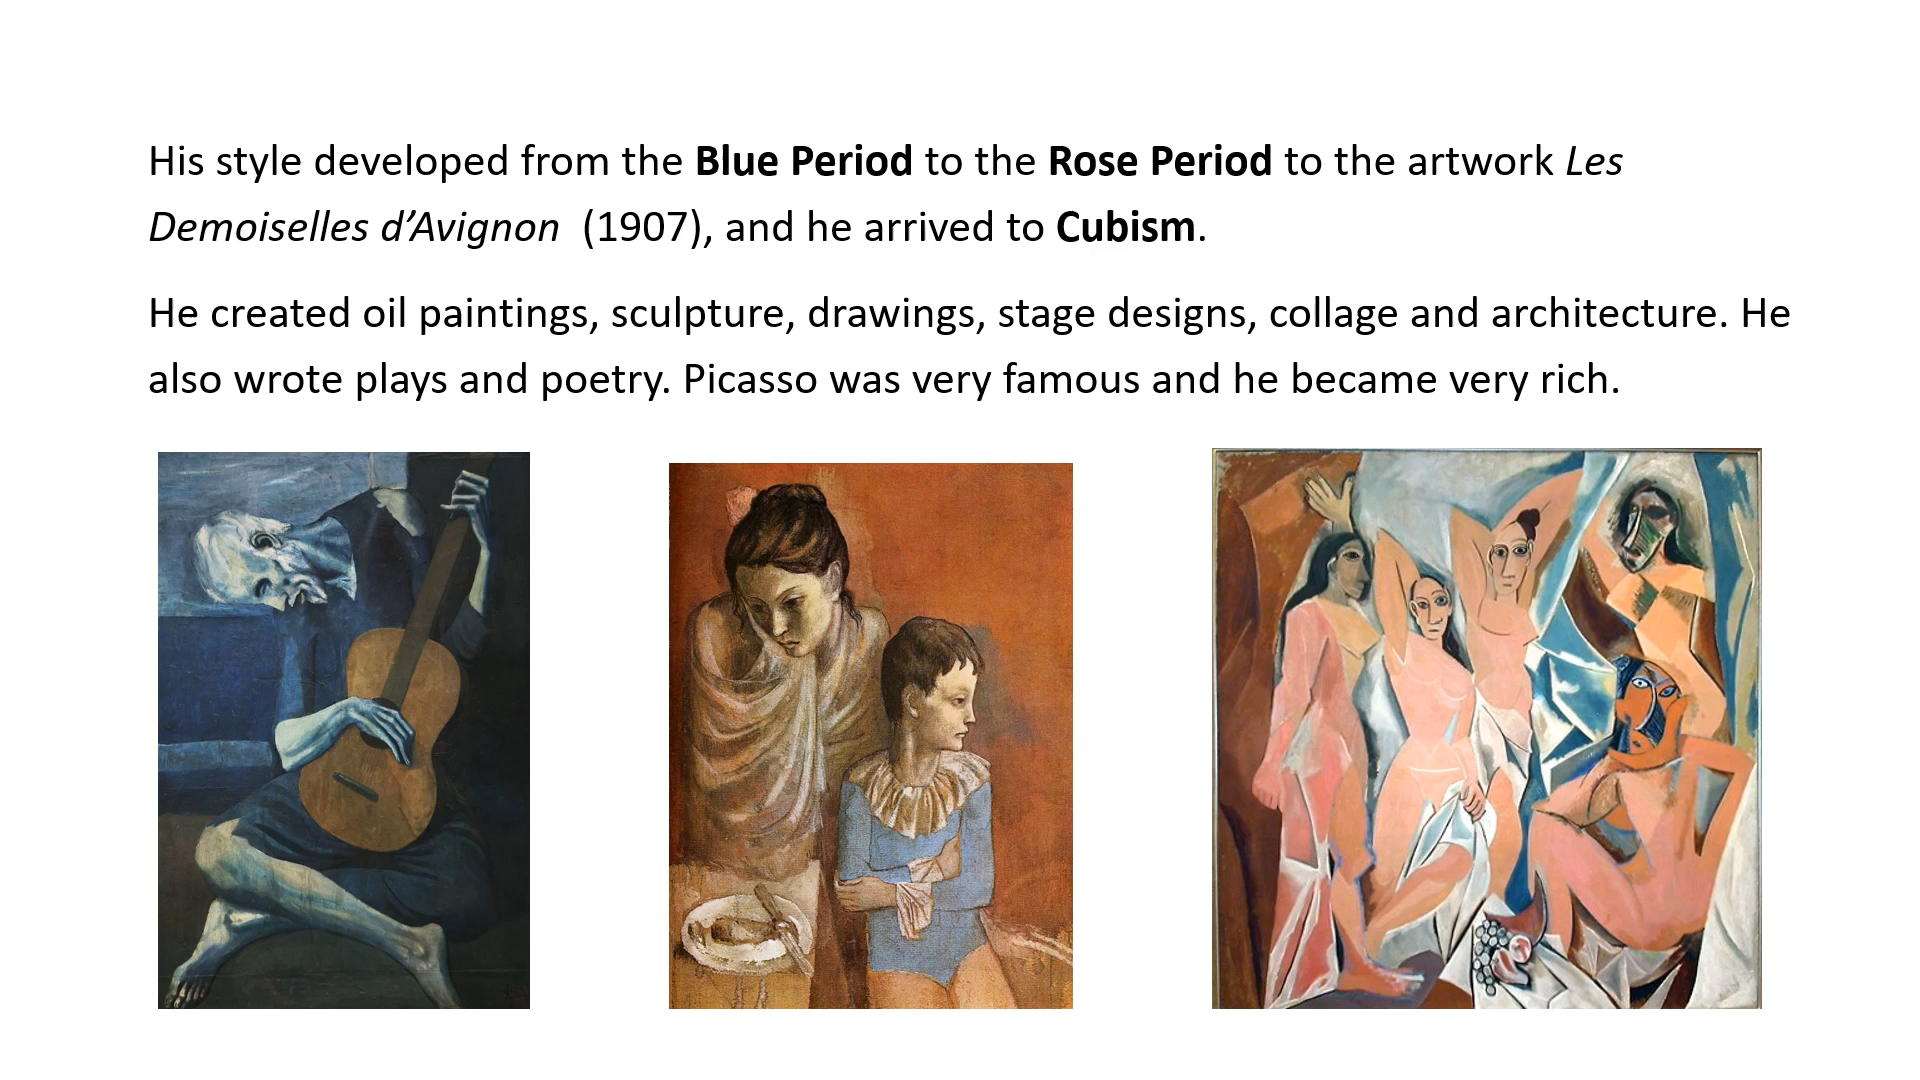 His style developed from the Blue Period to the Rose Period to the artwork Les
Demoiselles d’Avignon  (1907), and he arrived to Cubism.
He created oil paintings, sculpture, drawings, stage designs, collage and architecture. He
also wrote plays and poetry. Picasso was very famous and he became very rich.